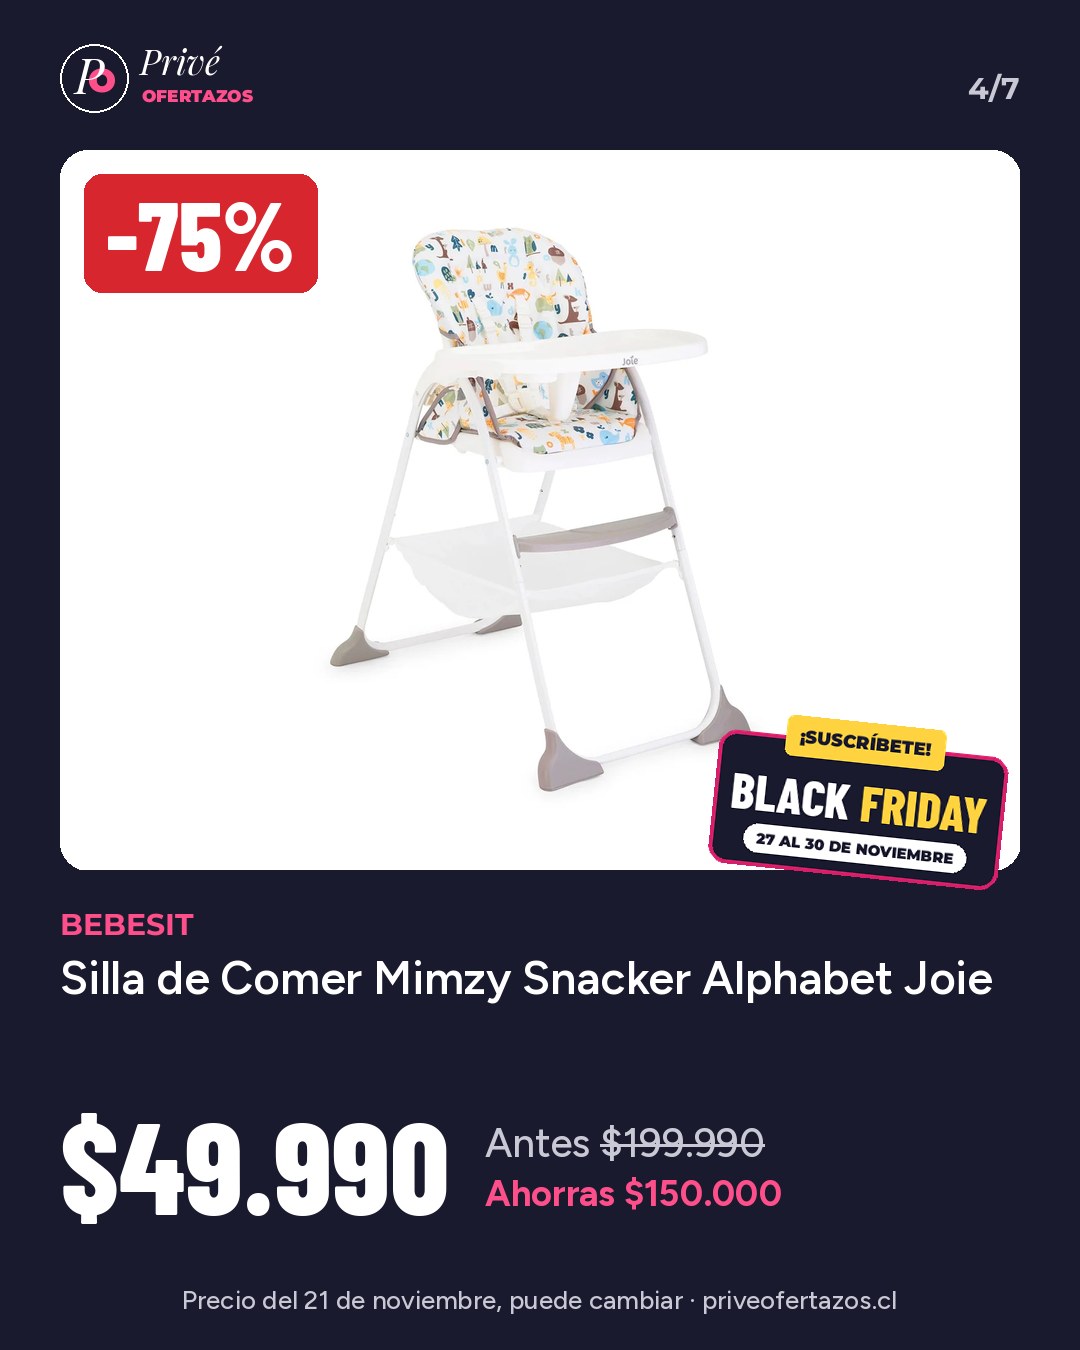 Privé
OFERTAZOS
4/7
-75%
Joie
¡SUSCRÍBETE!
BLACK FRIDAY
27 AL 30 DE NOVIEMBRE
BEBESIT
Silla de Comer Mimzy Snacker Alphabet Joie
$49.990
Antes $199.990
Ahorras $150.000
Precio del 21 de noviembre, puede cambiar · priveofertazos.cl